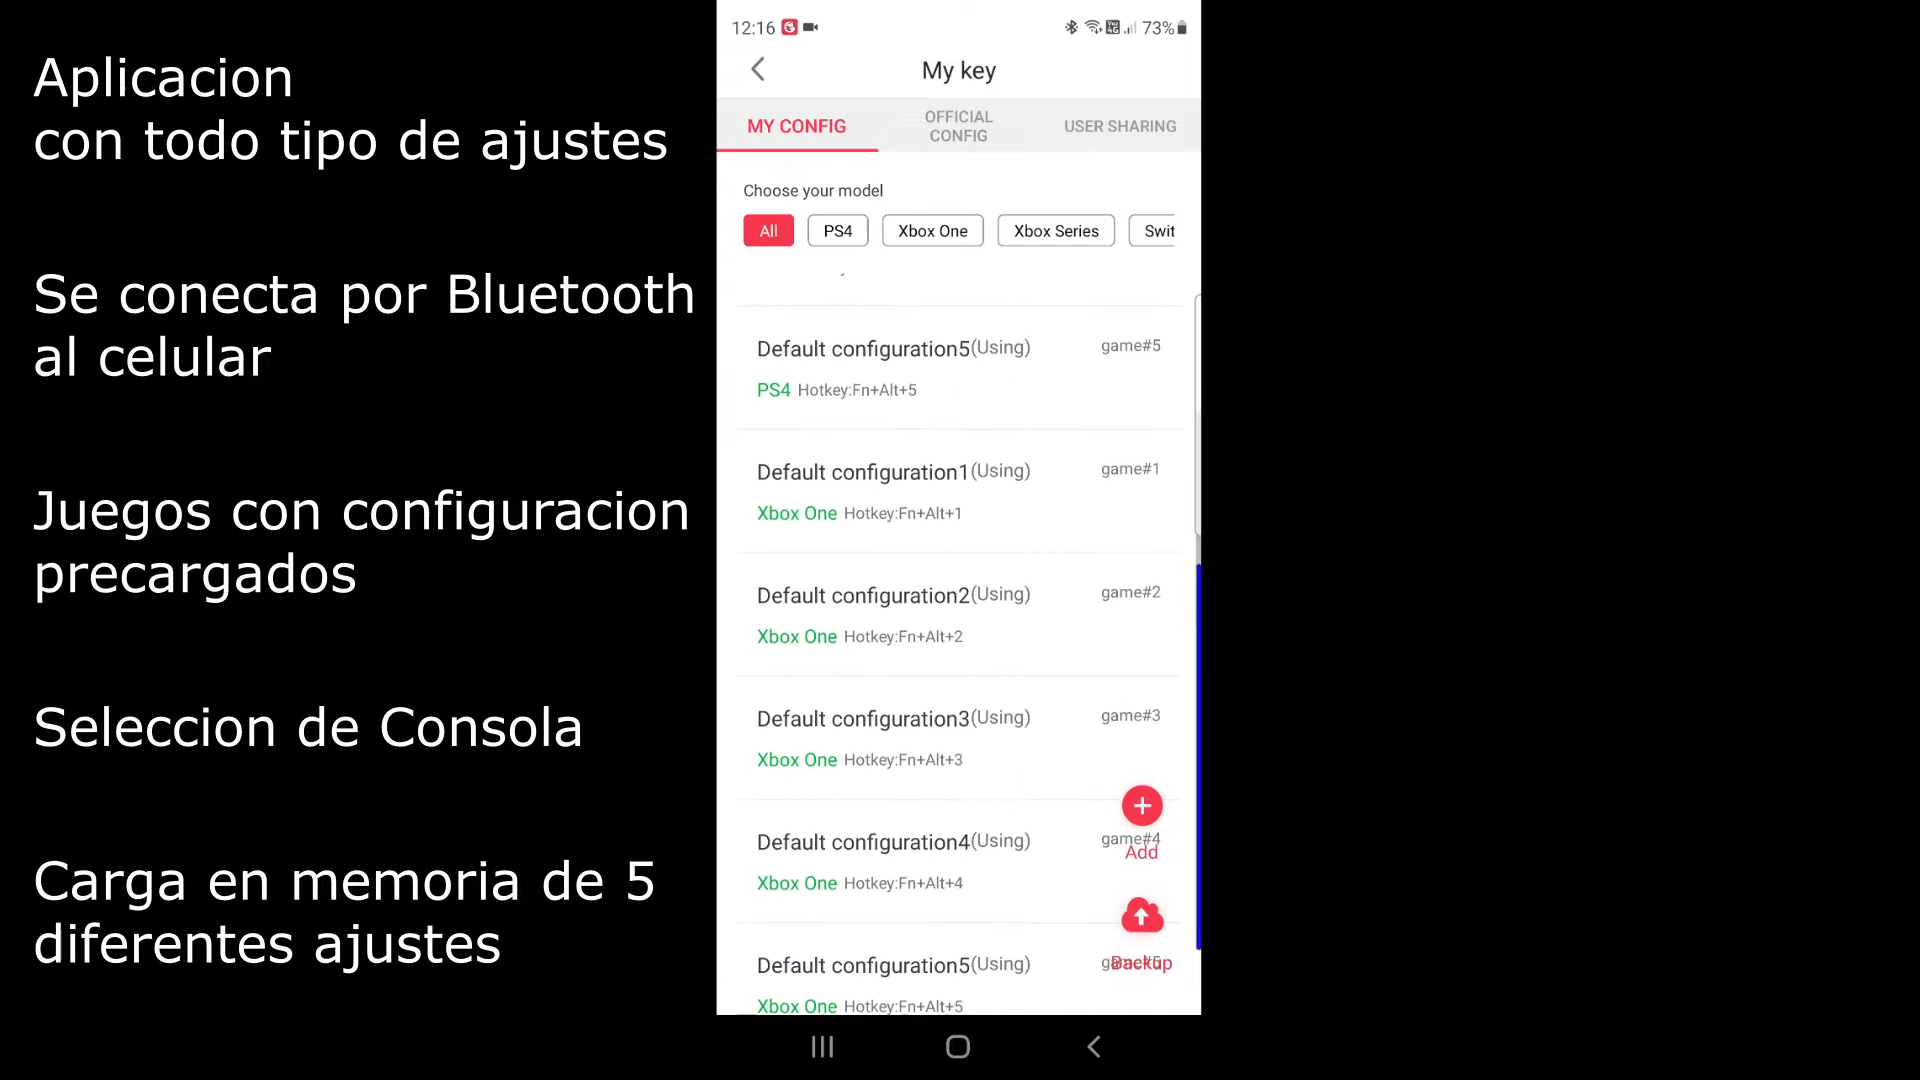 Aplicacion
con todo tipo de ajustes
Se conecta por Bluetooth
al celular
Juegos con configuracion
precargados
Seleccion de Consola
Carga en memoria de 5
diferentes ajustes
12:16
73%
My key
MY CONFIG
OFFICIAL
CONFIG
USER SHARING
Choose your model
All
PS4
Xbox One
Xbox Series
Swit
Default configuration5(Using) game#5
PS4 Hotkey:Fn+Alt+5
Default configuration1(Using) game#1
Xbox One Hotkey:Fn+Alt+1
Default configuration2(Using) game#2
Xbox One Hotkey:Fn+Alt+2
Default configuration3(Using) game#3
Xbox One Hotkey:Fn+Alt+3
Default configuration4(Using) game#4
Add
Xbox One Hotkey:Fn+Alt+4
Default configuration5(Using) game#5
Backup
Xbox One Hotkey:Fn+Alt+5